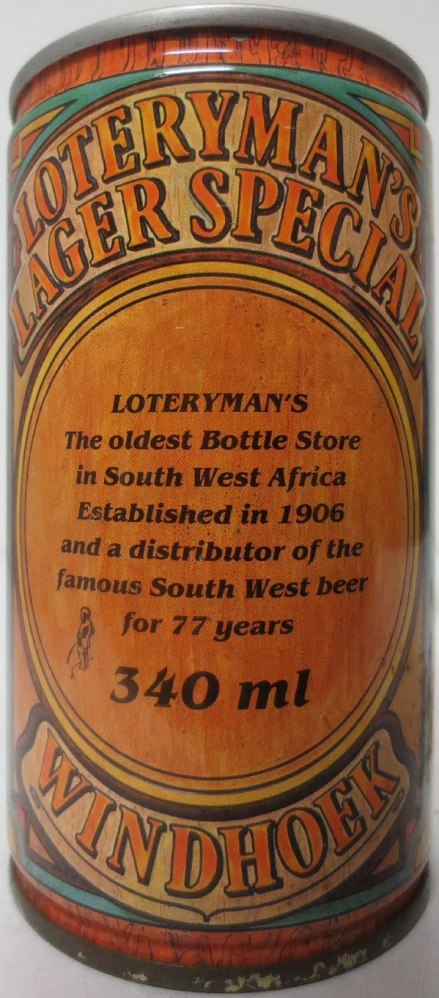 LOTERYMAN'S
LAGER SPECIAL
LOTERYMAN'S
The oldest Bottle Store
in South West Africa
Established in 1906
and a distributor of the
famous South West beer
for 77 years
340 ml
WINDHOEK